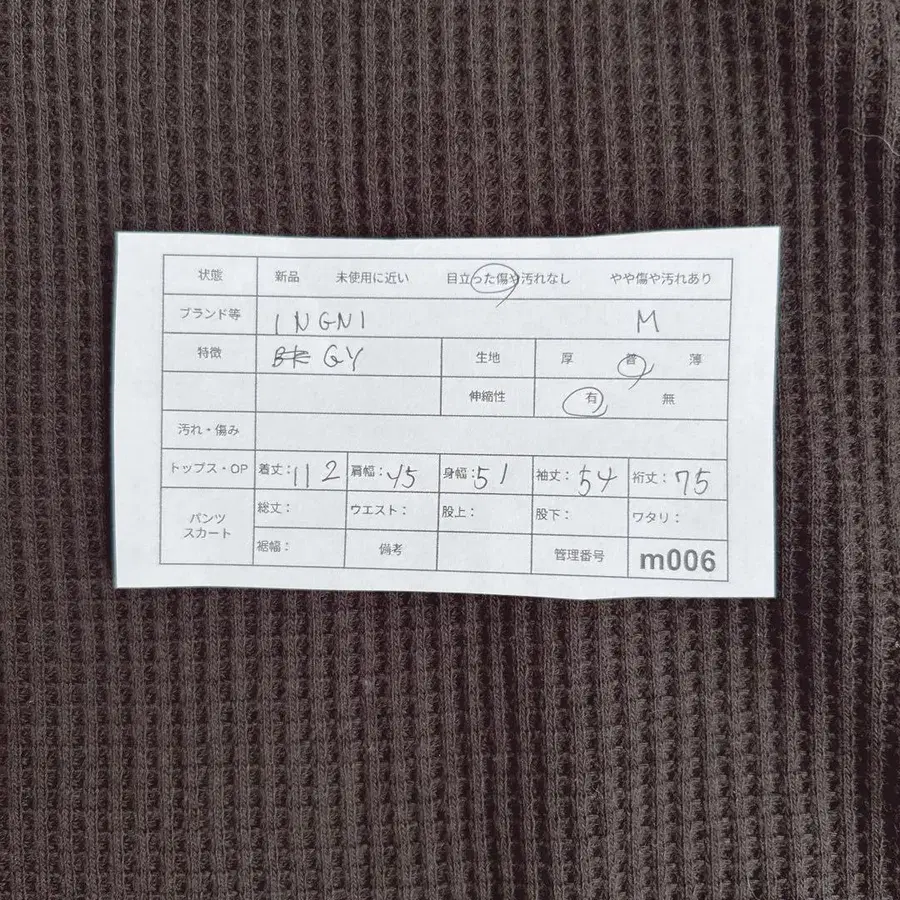 状態 新品 未使用に近い 目立った傷や汚れなし やや傷や汚れあり
ブランド等 INGNI M
特徴 GY 生地 厚 普 薄
伸縮性 有 無
汚れ・傷み
トップス・OP 着丈：112 肩幅：45 身幅：51 袖丈：54 裄丈：75
パンツ スカート 総丈： ウエスト： 股上： 股下： ワタリ：
裾幅： 備考 管理番号 m006